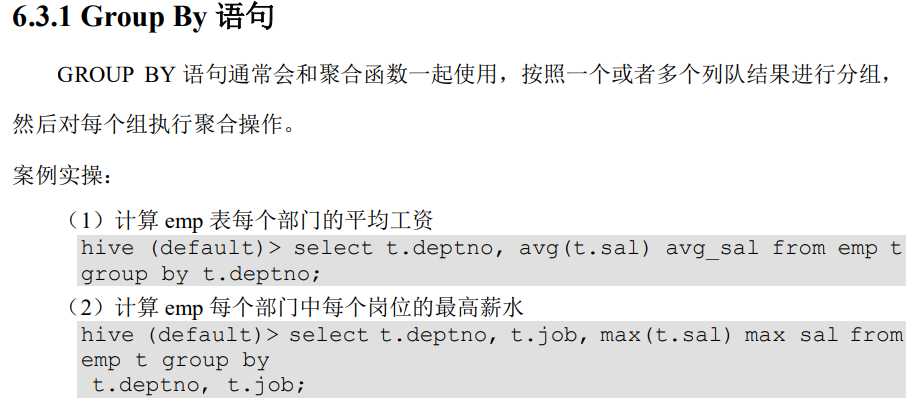 6.3.1 Group By 语句
GROUP BY 语句通常会和聚合函数一起使用，按照一个或者多个列队结果进行分组，
然后对每个组执行聚合操作。
案例实操：
（1）计算 emp 表每个部门的平均工资
hive (default)> select t.deptno, avg(t.sal) avg_sal from emp t
group by t.deptno;
（2）计算 emp 每个部门中每个岗位的最高薪水
hive (default)> select t.deptno, t.job, max(t.sal) max sal from
emp t group by
t.deptno, t.job;